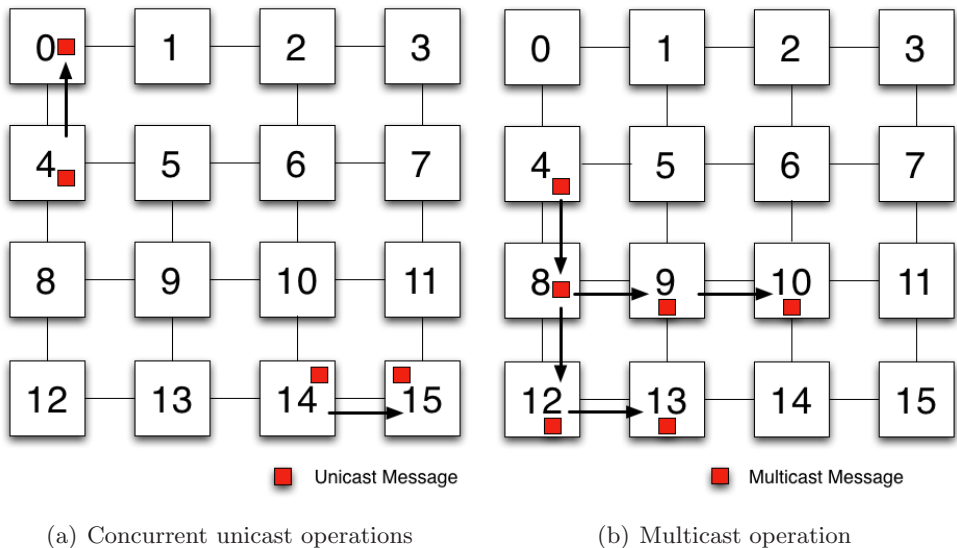 0 1 2 3
4 5 6 7
8 9 10 11
12 13 14 15
Unicast Message
(a) Concurrent unicast operations
0 1 2 3
4 5 6 7
8 9 10 11
12 13 14 15
Multicast Message
(b) Multicast operation